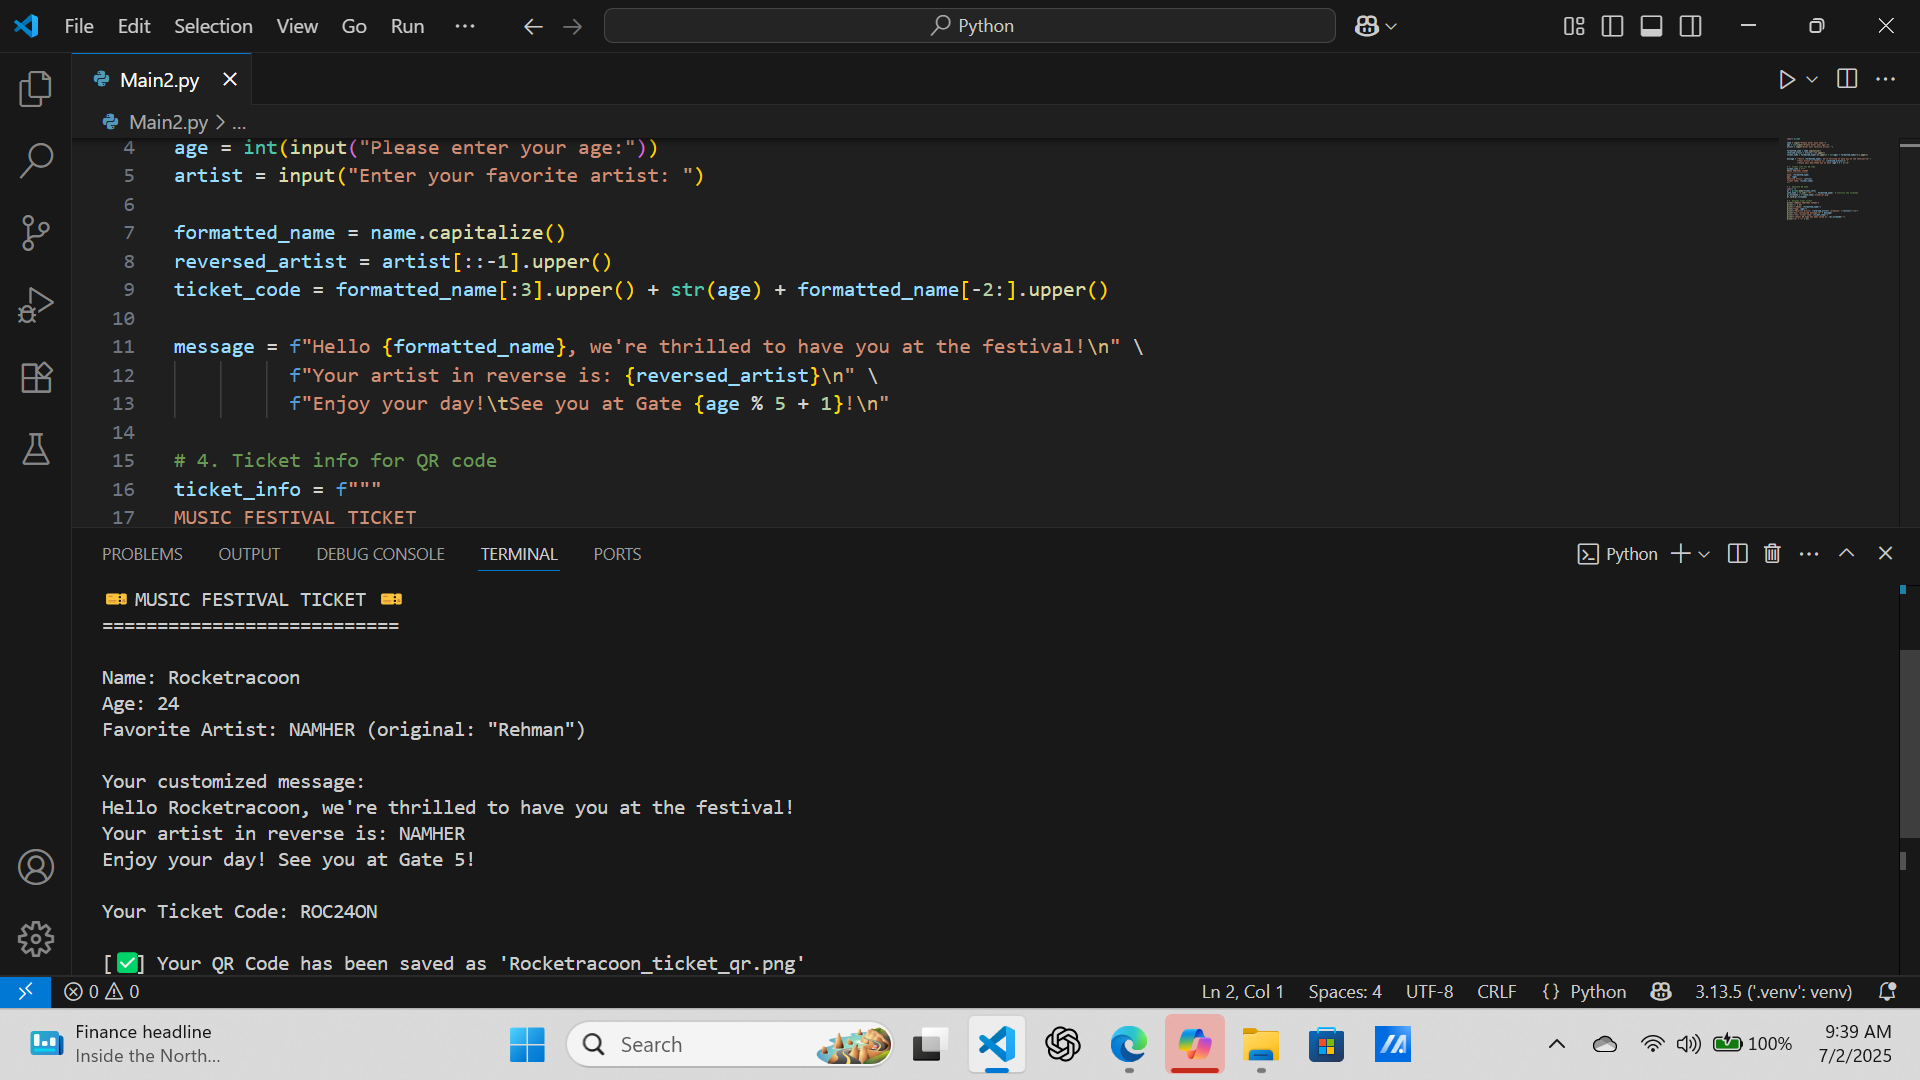 File Edit Selection View Go Run ...
Python
Main2.py
Main2.py > ...
4 age = int(input("Please enter your age:"))
5 artist = input("Enter your favorite artist: ")
6
7 formatted_name = name.capitalize()
8 reversed_artist = artist[::-1].upper()
9 ticket_code = formatted_name[:3].upper() + str(age) + formatted_name[-2:].upper()
10
11 message = f"Hello {formatted_name}, we're thrilled to have you at the festival!\n" \
12 f"Your artist in reverse is: {reversed_artist}\n" \
13 f"Enjoy your day!\tSee you at Gate {age % 5 + 1}!\n"
14
15 # 4. Ticket info for QR code
16 ticket_info = f"""
17 MUSIC FESTIVAL TICKET
PROBLEMS OUTPUT DEBUG CONSOLE TERMINAL PORTS
Python
🎫 MUSIC FESTIVAL TICKET 🎫
===========================
Name: Rocketracoon
Age: 24
Favorite Artist: NAMHER (original: "Rehman")
Your customized message:
Hello Rocketracoon, we're thrilled to have you at the festival!
Your artist in reverse is: NAMHER
Enjoy your day! See you at Gate 5!
Your Ticket Code: ROC24ON
[✅] Your QR Code has been saved as 'Rocketracoon_ticket_qr.png'
0 0 Ln 2, Col 1 Spaces: 4 UTF-8 CRLF {} Python 3.13.5 ('.venv': venv)
Finance headline
Inside the North...
Search
100%
9:39 AM
7/2/2025